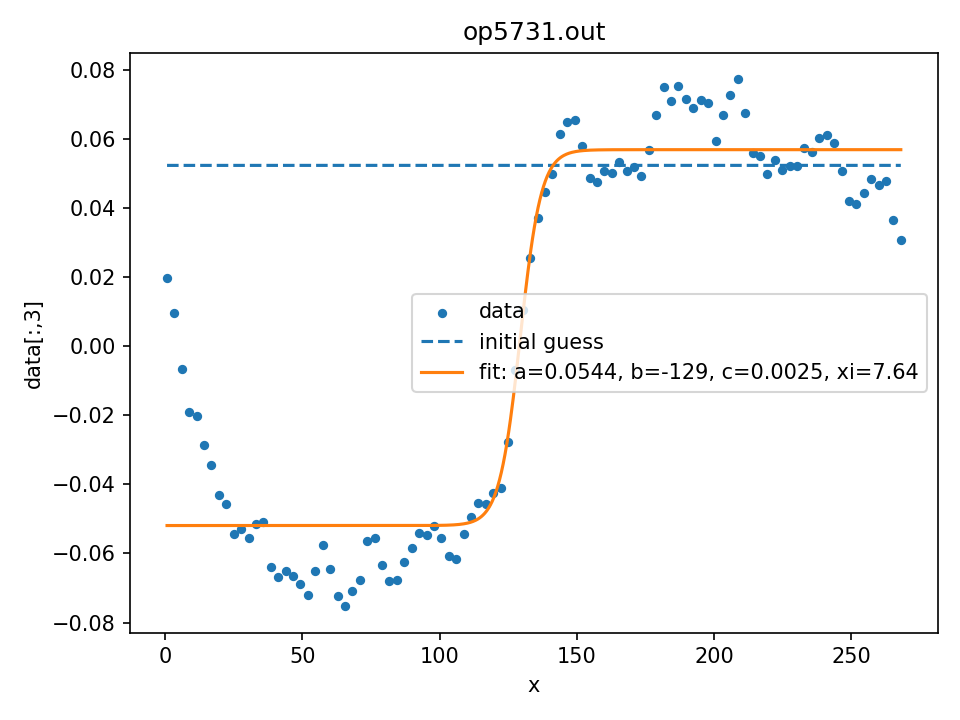 op5731.out
0.08
0.06
0.04
0.02
0.00
−0.02
−0.04
−0.06
−0.08
data[:,3]
data
initial guess
fit: a=0.0544, b=-129, c=0.0025, xi=7.64
0 50 100 150 200 250
x